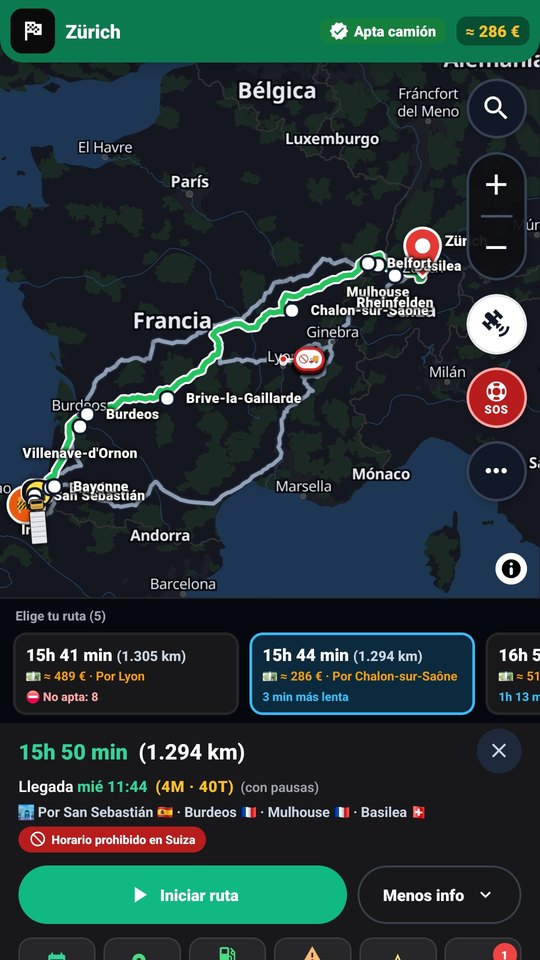 Zürich
Apta camión
≈ 286 €
Alemania
Bélgica
Fráncfort
del Meno
Luxemburgo
El Havre
París
Zürich
Belfort
Basilea
Mulhouse
Rheinfelden
Chalon-sur-Saône
Francia
Ginebra
Lyon
Milán
Brive-la-Gaillarde
Burdeos
Burdeos
SOS
Villenave-d'Ornon
Bayonne
San Sebastián
Mónaco
Marsella
Andorra
Barcelona
Elige tu ruta (5)
15h 41 min (1.305 km)
≈ 489 € · Por Lyon
No apta: 8
15h 44 min (1.294 km)
≈ 286 € · Por Chalon-sur-Saône
3 min más lenta
16h 5
≈ 51
1h 13 m
15h 50 min (1.294 km)
Llegada mié 11:44 (4M · 40T) (con pausas)
Por San Sebastián 🇪🇸 · Burdeos 🇫🇷 · Mulhouse 🇫🇷 · Basilea 🇨🇭
Horario prohibido en Suiza
Iniciar ruta
Menos info
1